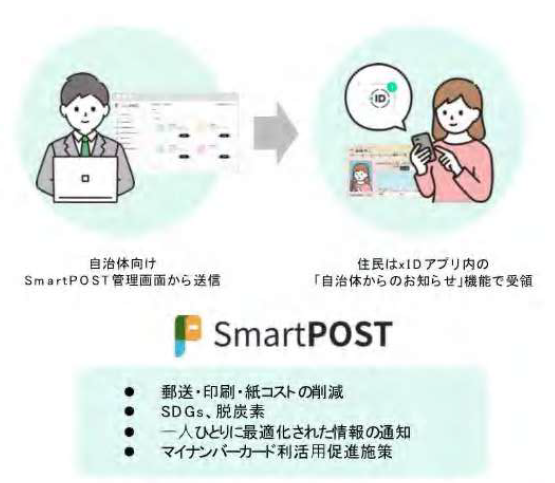 ID
自治体向け
SmartPOST管理画面から送信
住民はxIDアプリ内の
「自治体からのお知らせ」機能で受領
SmartPOST
● 郵送・印刷・紙コストの削減
● SDGs、脱炭素
● 一人ひとりに最適化された情報の通知
● マイナンバーカード利活用促進施策